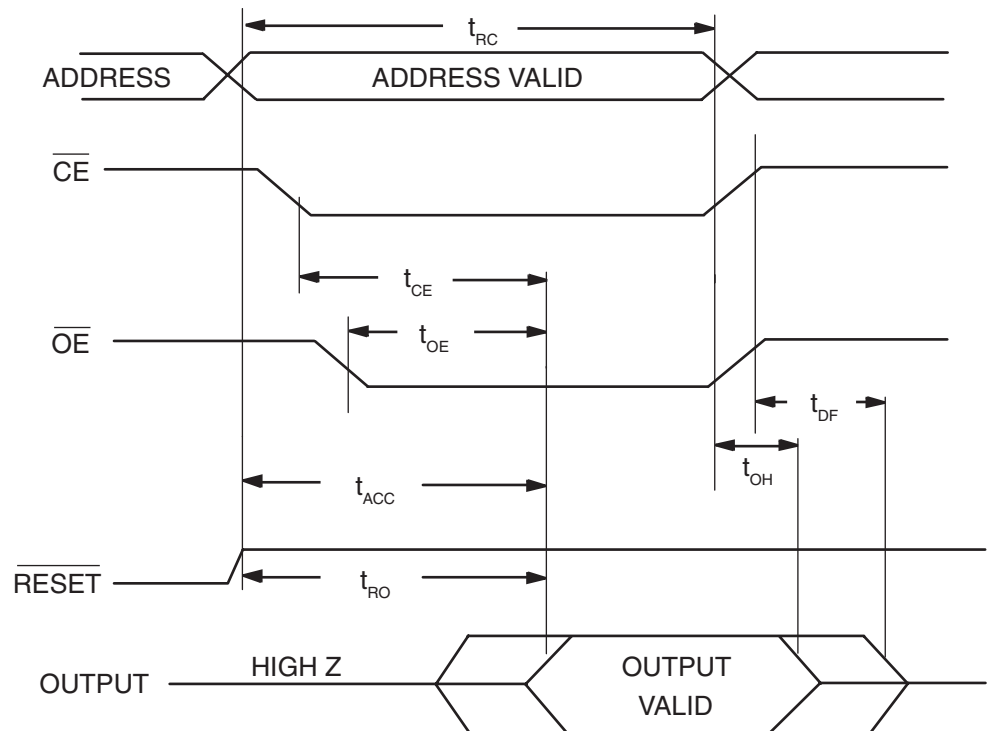 tRC
ADDRESS
ADDRESS VALID
CE
tCE
OE
tOE
tDF
tOH
tACC
RESET
tRO
OUTPUT
HIGH Z
OUTPUT
VALID